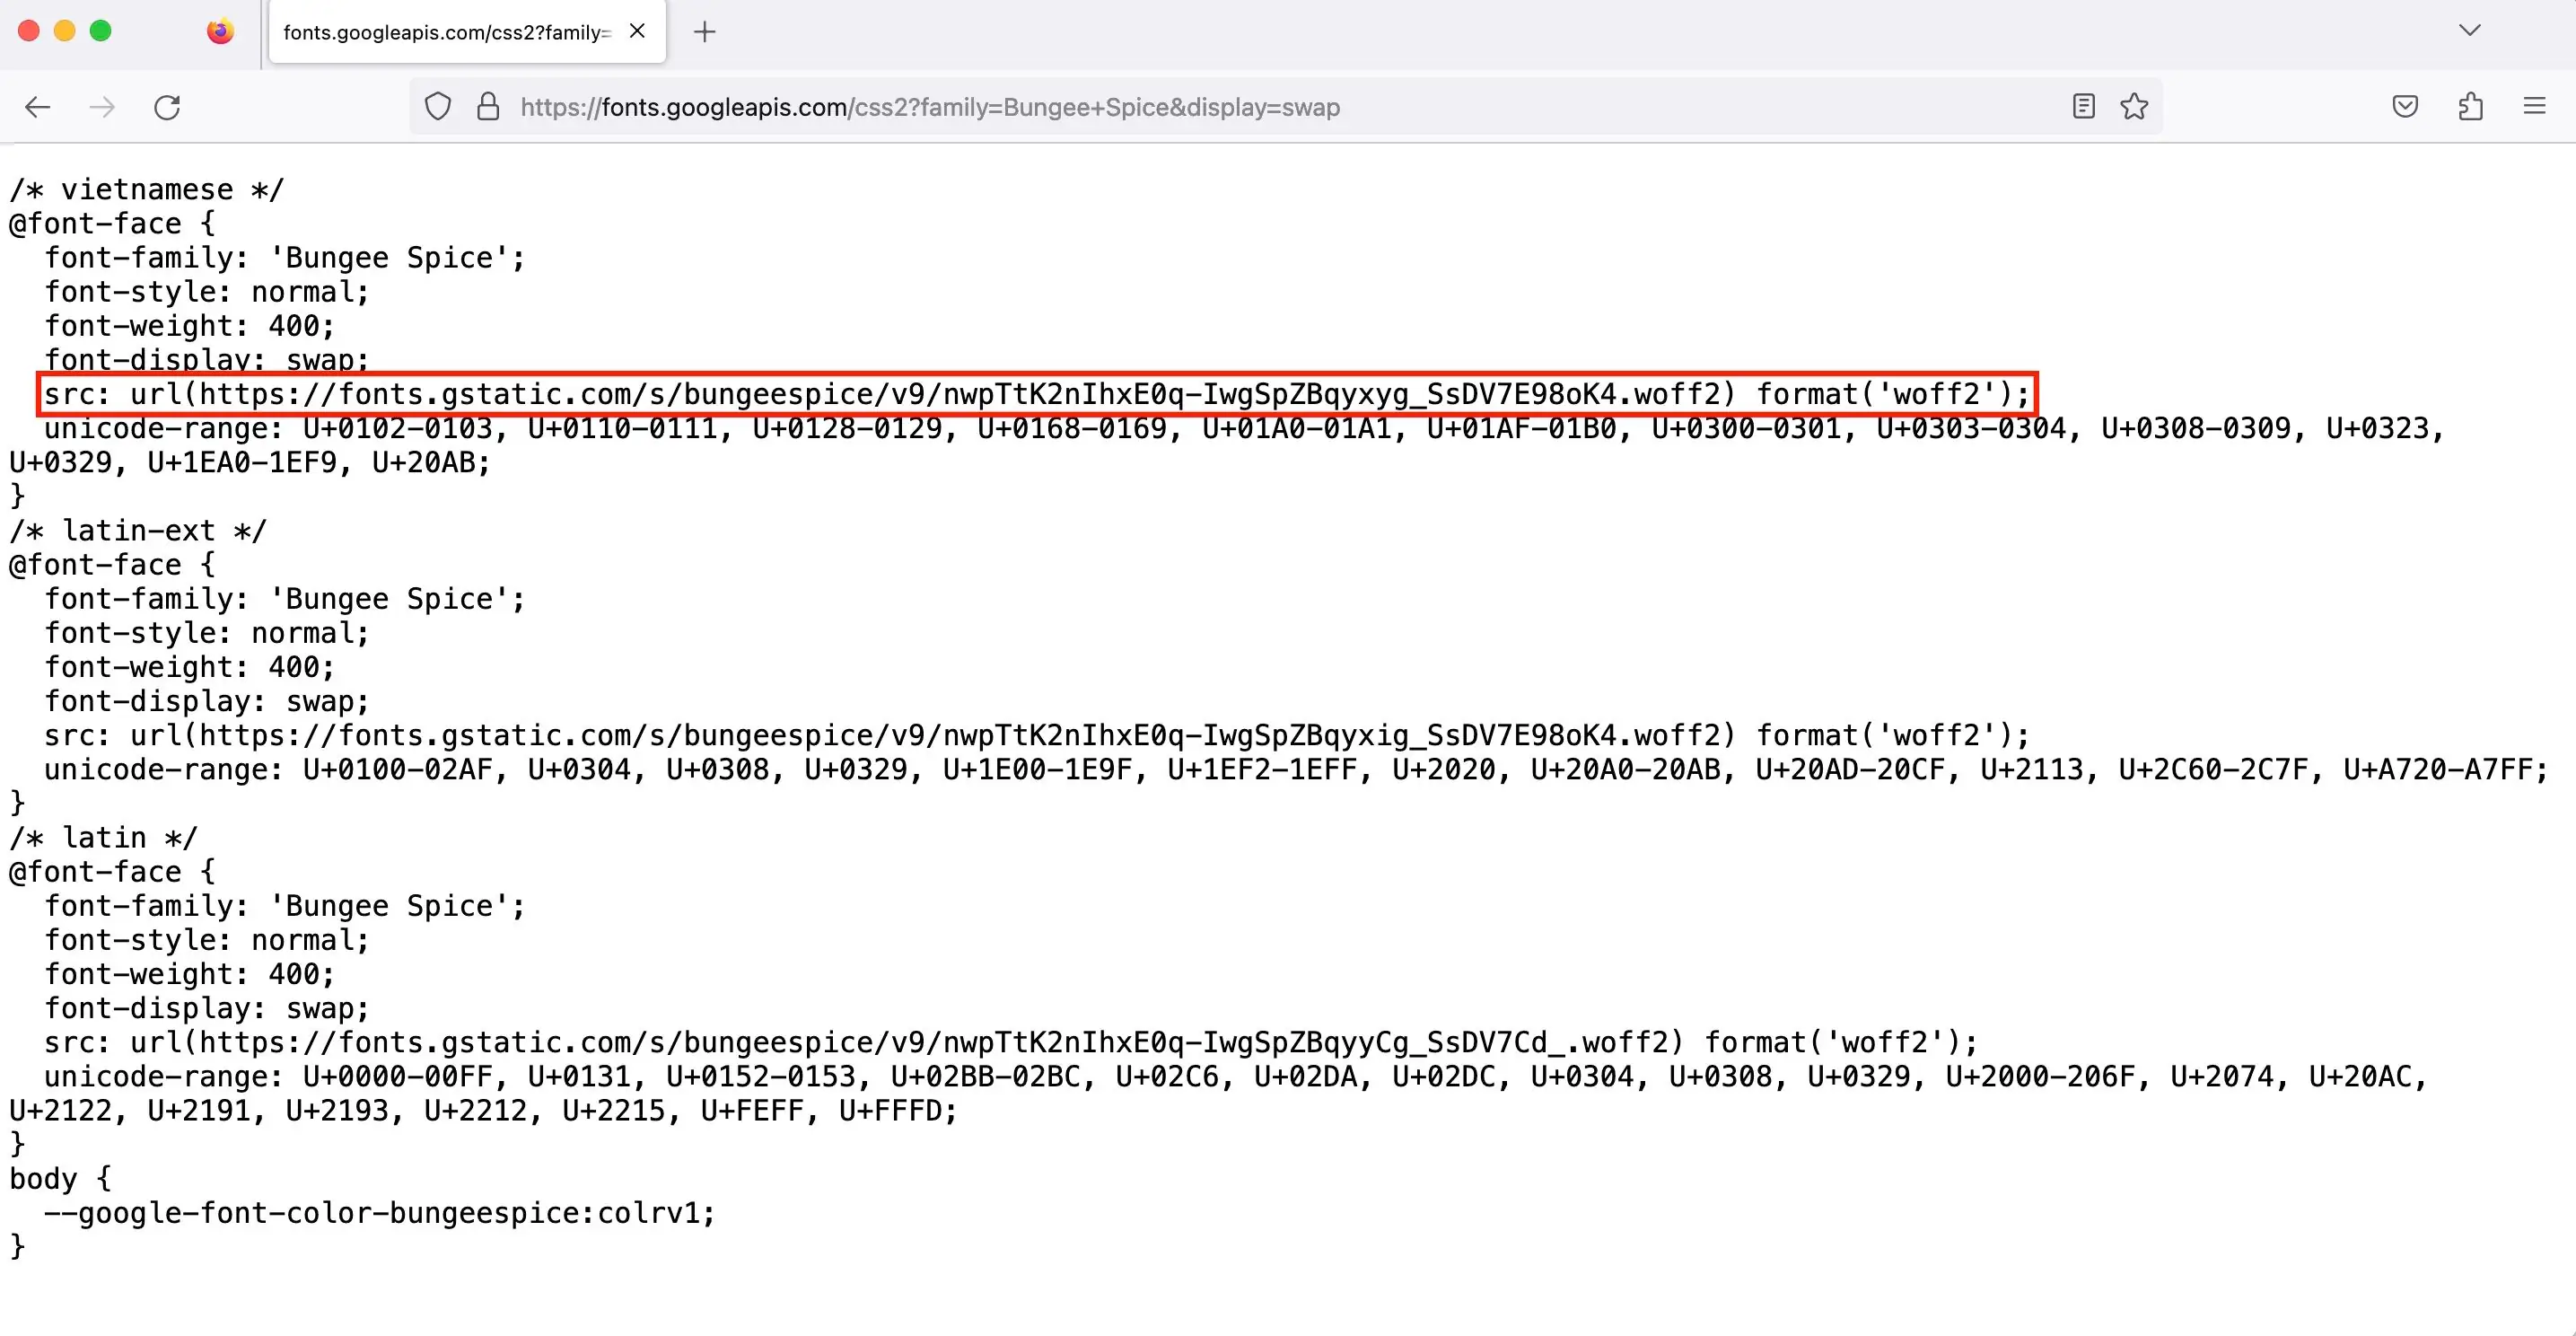 fonts.googleapis.com/css2?family=
https://fonts.googleapis.com/css2?family=Bungee+Spice&display=swap
/* vietnamese */
@font-face {
  font-family: 'Bungee Spice';
  font-style: normal;
  font-weight: 400;
  font-display: swap;
  src: url(https://fonts.gstatic.com/s/bungeespice/v9/nwpTtK2nIhxE0q-IwgSpZBqyxyg_SsDV7E98oK4.woff2) format('woff2');
  unicode-range: U+0102-0103, U+0110-0111, U+0128-0129, U+0168-0169, U+01A0-01A1, U+01AF-01B0, U+0300-0301, U+0303-0304, U+0308-0309, U+0323,
U+0329, U+1EA0-1EF9, U+20AB;
}
/* latin-ext */
@font-face {
  font-family: 'Bungee Spice';
  font-style: normal;
  font-weight: 400;
  font-display: swap;
  src: url(https://fonts.gstatic.com/s/bungeespice/v9/nwpTtK2nIhxE0q-IwgSpZBqyxig_SsDV7E98oK4.woff2) format('woff2');
  unicode-range: U+0100-02AF, U+0304, U+0308, U+0329, U+1E00-1E9F, U+1EF2-1EFF, U+2020, U+20A0-20AB, U+20AD-20CF, U+2113, U+2C60-2C7F, U+A720-A7FF;
}
/* latin */
@font-face {
  font-family: 'Bungee Spice';
  font-style: normal;
  font-weight: 400;
  font-display: swap;
  src: url(https://fonts.gstatic.com/s/bungeespice/v9/nwpTtK2nIhxE0q-IwgSpZBqyyCg_SsDV7Cd_.woff2) format('woff2');
  unicode-range: U+0000-00FF, U+0131, U+0152-0153, U+02BB-02BC, U+02C6, U+02DA, U+02DC, U+0304, U+0308, U+0329, U+2000-206F, U+2074, U+20AC,
U+2122, U+2191, U+2193, U+2212, U+2215, U+FEFF, U+FFFD;
}
body {
  --google-font-color-bungeespice:colrv1;
}